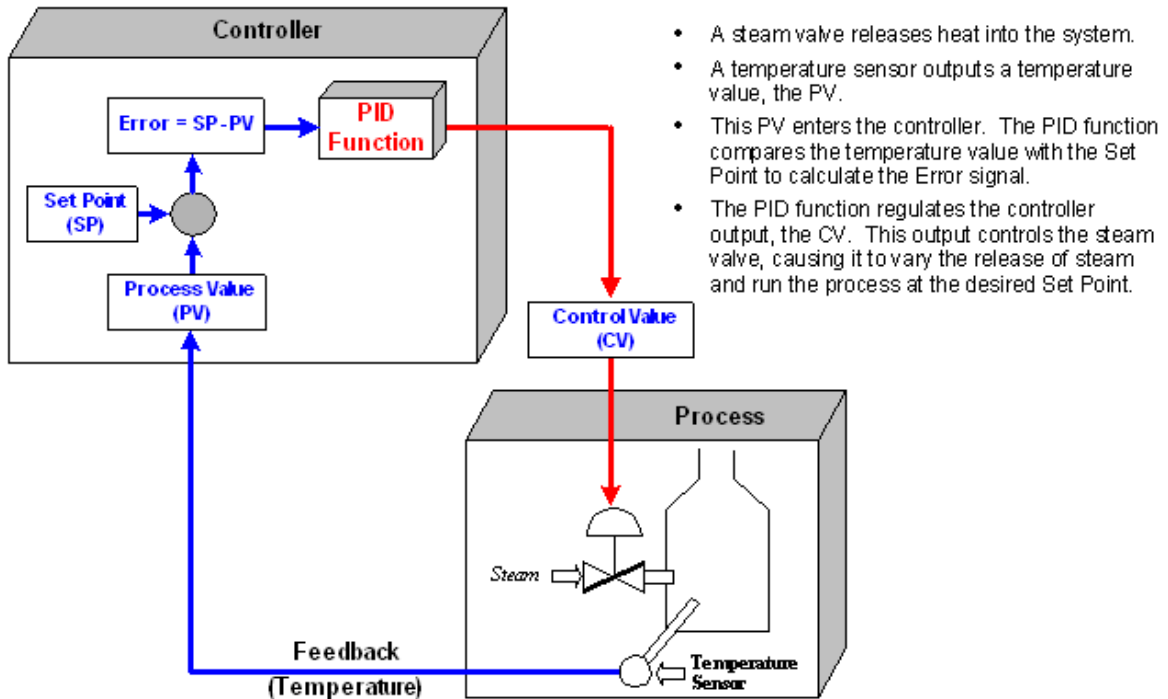 Controller
Error = SP-PV
PID
Function
Set Point
(SP)
Process Value
(PV)
Control Value
(CV)
Process
Steam
Temperature
Sensor
Feedback
(Temperature)
• A steam valve releases heat into the system.
• A temperature sensor outputs a temperature
value, the PV.
• This PV enters the controller. The PID function
compares the temperature value with the Set
Point to calculate the Error signal.
• The PID function regulates the controller
output, the CV. This output controls the steam
valve, causing it to vary the release of steam
and run the process at the desired Set Point.